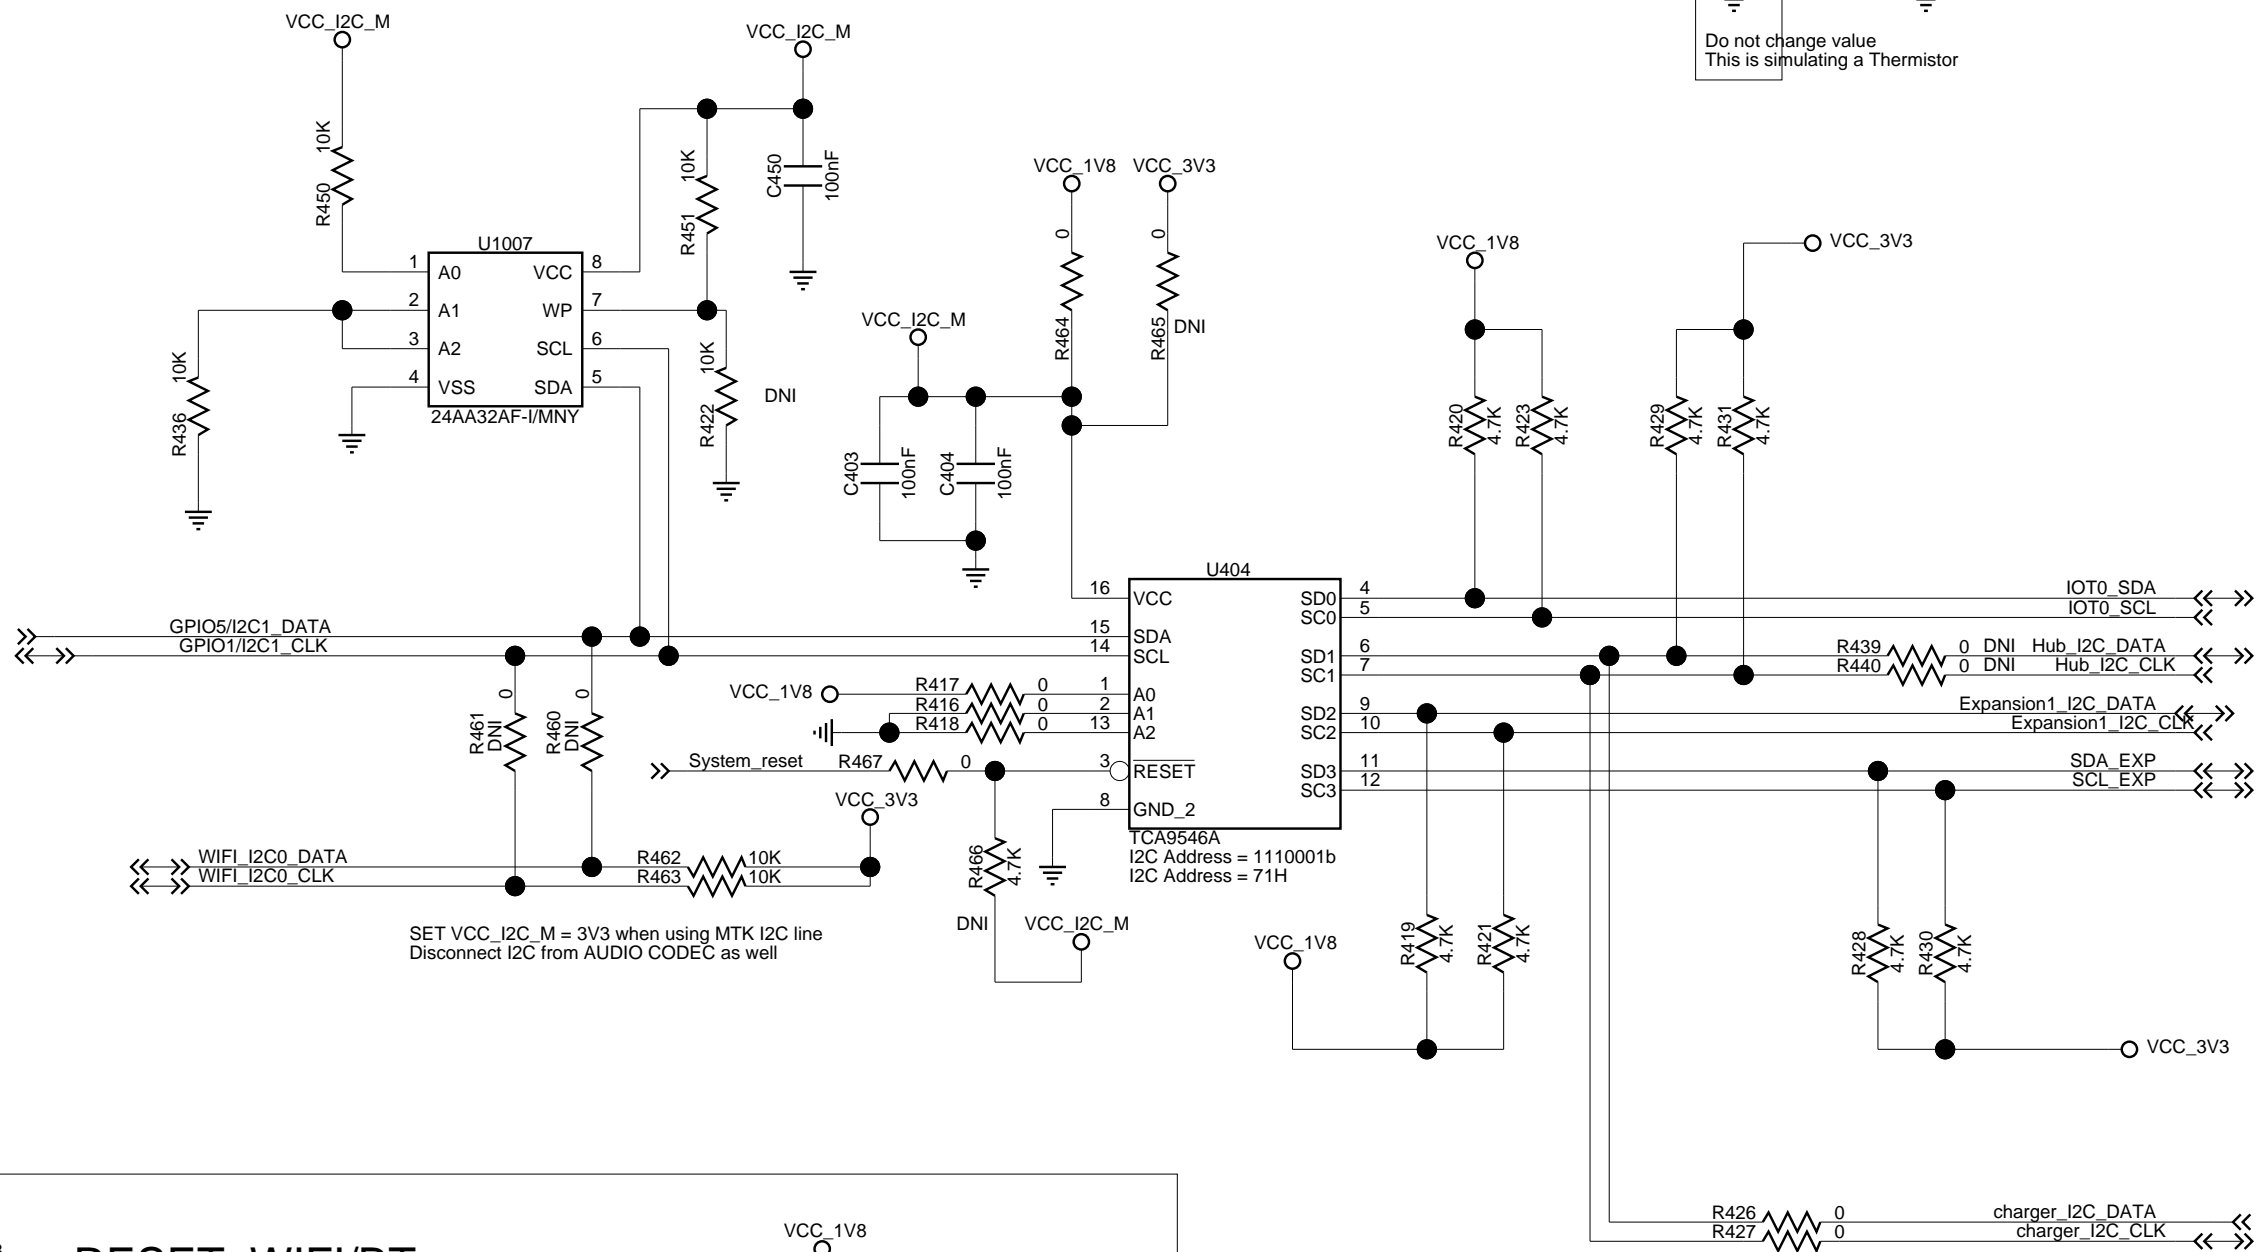 VCC_I2C_M
VCC_I2C_M
Do not change value
This is simulating a Thermistor
10K
R450
10K
R451
C450
100nF
VCC_1V8
VCC_3V3
0
R464
0
R465
DNI
VCC_1V8
VCC_3V3
U1007
1 A0
2 A1
3 A2
4 VSS
VCC 8
WP 7
SCL 6
SDA 5
24AA32AF-I/MNY
10K
R436
10K
R422
DNI
VCC_I2C_M
C403
100nF
C404
100nF
R420
4.7K
R423
4.7K
R429
4.7K
R431
4.7K
U404
16 VCC
15 SDA
14 SCL
1 A0
2 A1
13 A2
3 RESET
8 GND_2
SD0 4
SC0 5
SD1 6
SC1 7
SD2 9
SC2 10
SD3 11
SC3 12
TCA9546A
I2C Address = 1110001b
I2C Address = 71H
GPIO5/I2C1_DATA
GPIO1/I2C1_CLK
IOT0_SDA
IOT0_SCL
R439 0 DNI Hub_I2C_DATA
R440 0 DNI Hub_I2C_CLK
Expansion1_I2C_DATA
Expansion1_I2C_CLK
SDA_EXP
SCL_EXP
VCC_1V8
R417 0
R416 0
R418 0
System_reset R467 0
0
R461
DNI
0
R460
DNI
VCC_3V3
WIFI_I2C0_DATA R462 10K
WIFI_I2C0_CLK R463 10K
R466
4.7K
DNI
VCC_I2C_M
SET VCC_I2C_M = 3V3 when using MTK I2C line
Disconnect I2C from AUDIO CODEC as well
VCC_1V8
R419
4.7K
R421
4.7K
R428
4.7K
R430
4.7K
VCC_3V3
R426 0 charger_I2C_DATA
R427 0 charger_I2C_CLK
VCC_1V8
RESET_WIFI/BT